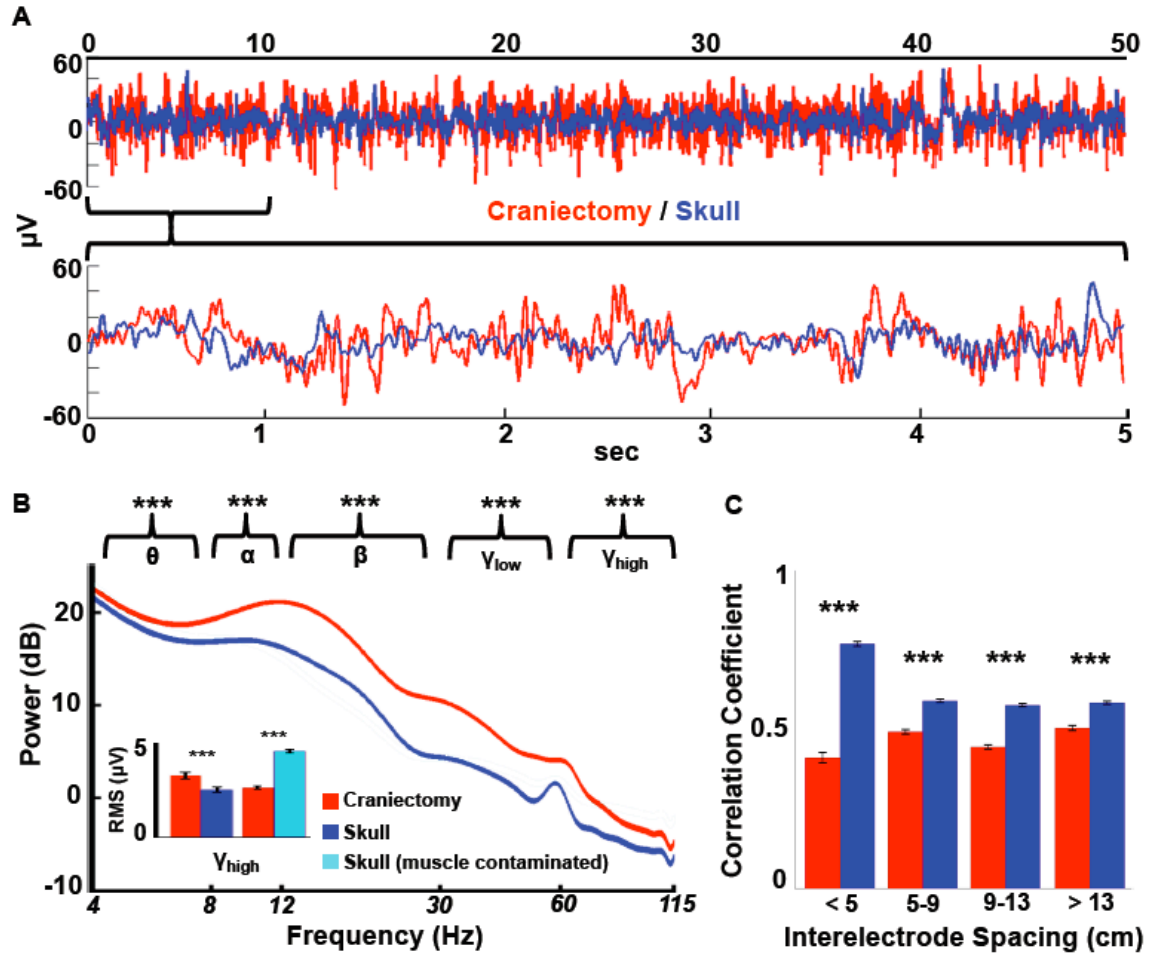 A
0 10 20 30 40 50
60
0
-60
µV
Craniectomy / Skull
60
0
-60
0 1 2 3 4 5
sec
B
*** *** *** *** ***
θ α β γlow γhigh
Power (dB)
20
10
0
-10
RMS (µV)
5
0
*** ***
γhigh
Craniectomy
Skull
Skull (muscle contaminated)
4 8 12 30 60 115
Frequency (Hz)
C
Correlation Coefficient
1
0.5
0
*** *** *** ***
< 5 5-9 9-13 > 13
Interelectrode Spacing (cm)